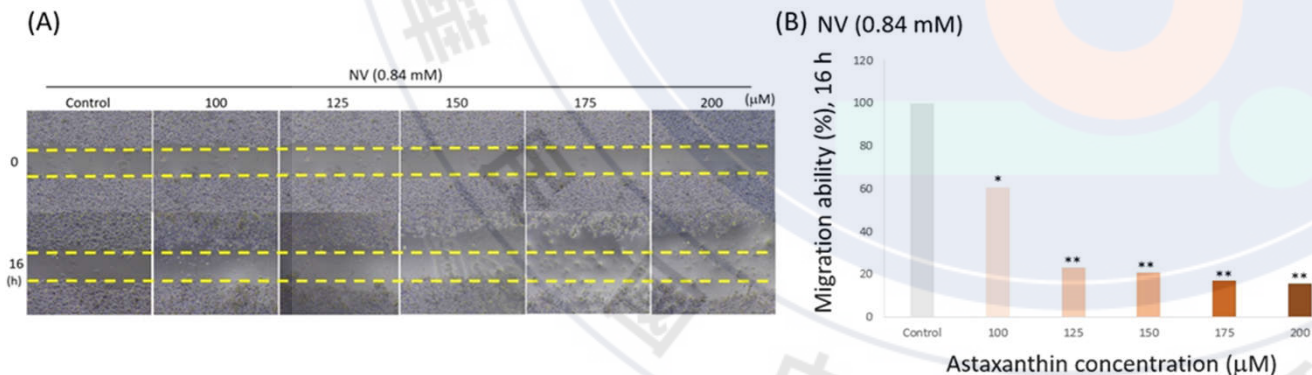 (A)
NV (0.84 mM)
Control 100 125 150 175 200 (μM)
0
16
(h)
(B) NV (0.84 mM)
Migration ability (%), 16 h
120
100
80
60
40
20
0
*
**
**
**
**
Control 100 125 150 175 200
Astaxanthin concentration (μM)